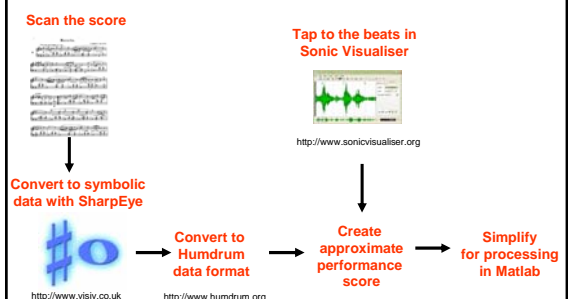 Scan the score
Tap to the beats in
Sonic Visualiser
http://www.sonicvisualiser.org
Convert to symbolic
data with SharpEye
http://www.visiv.co.uk
Convert to
Humdrum
data format
http://www.humdrum.org
Create
approximate
performance
score
Simplify
for processing
in Matlab